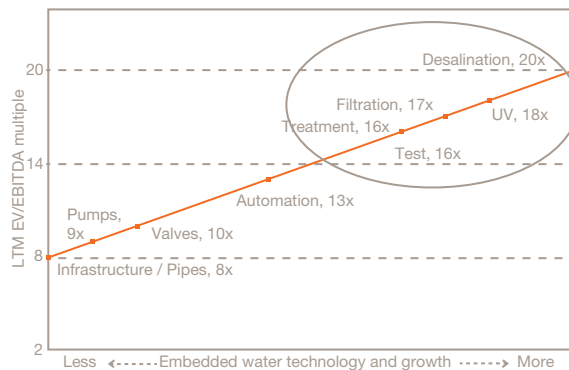 LTM EV/EBITDA multiple
20
14
8
2
Desalination, 20x
Filtration, 17x
UV, 18x
Treatment, 16x
Test, 16x
Automation, 13x
Pumps,
9x
Valves, 10x
Infrastructure / Pipes, 8x
Less Embedded water technology and growth More